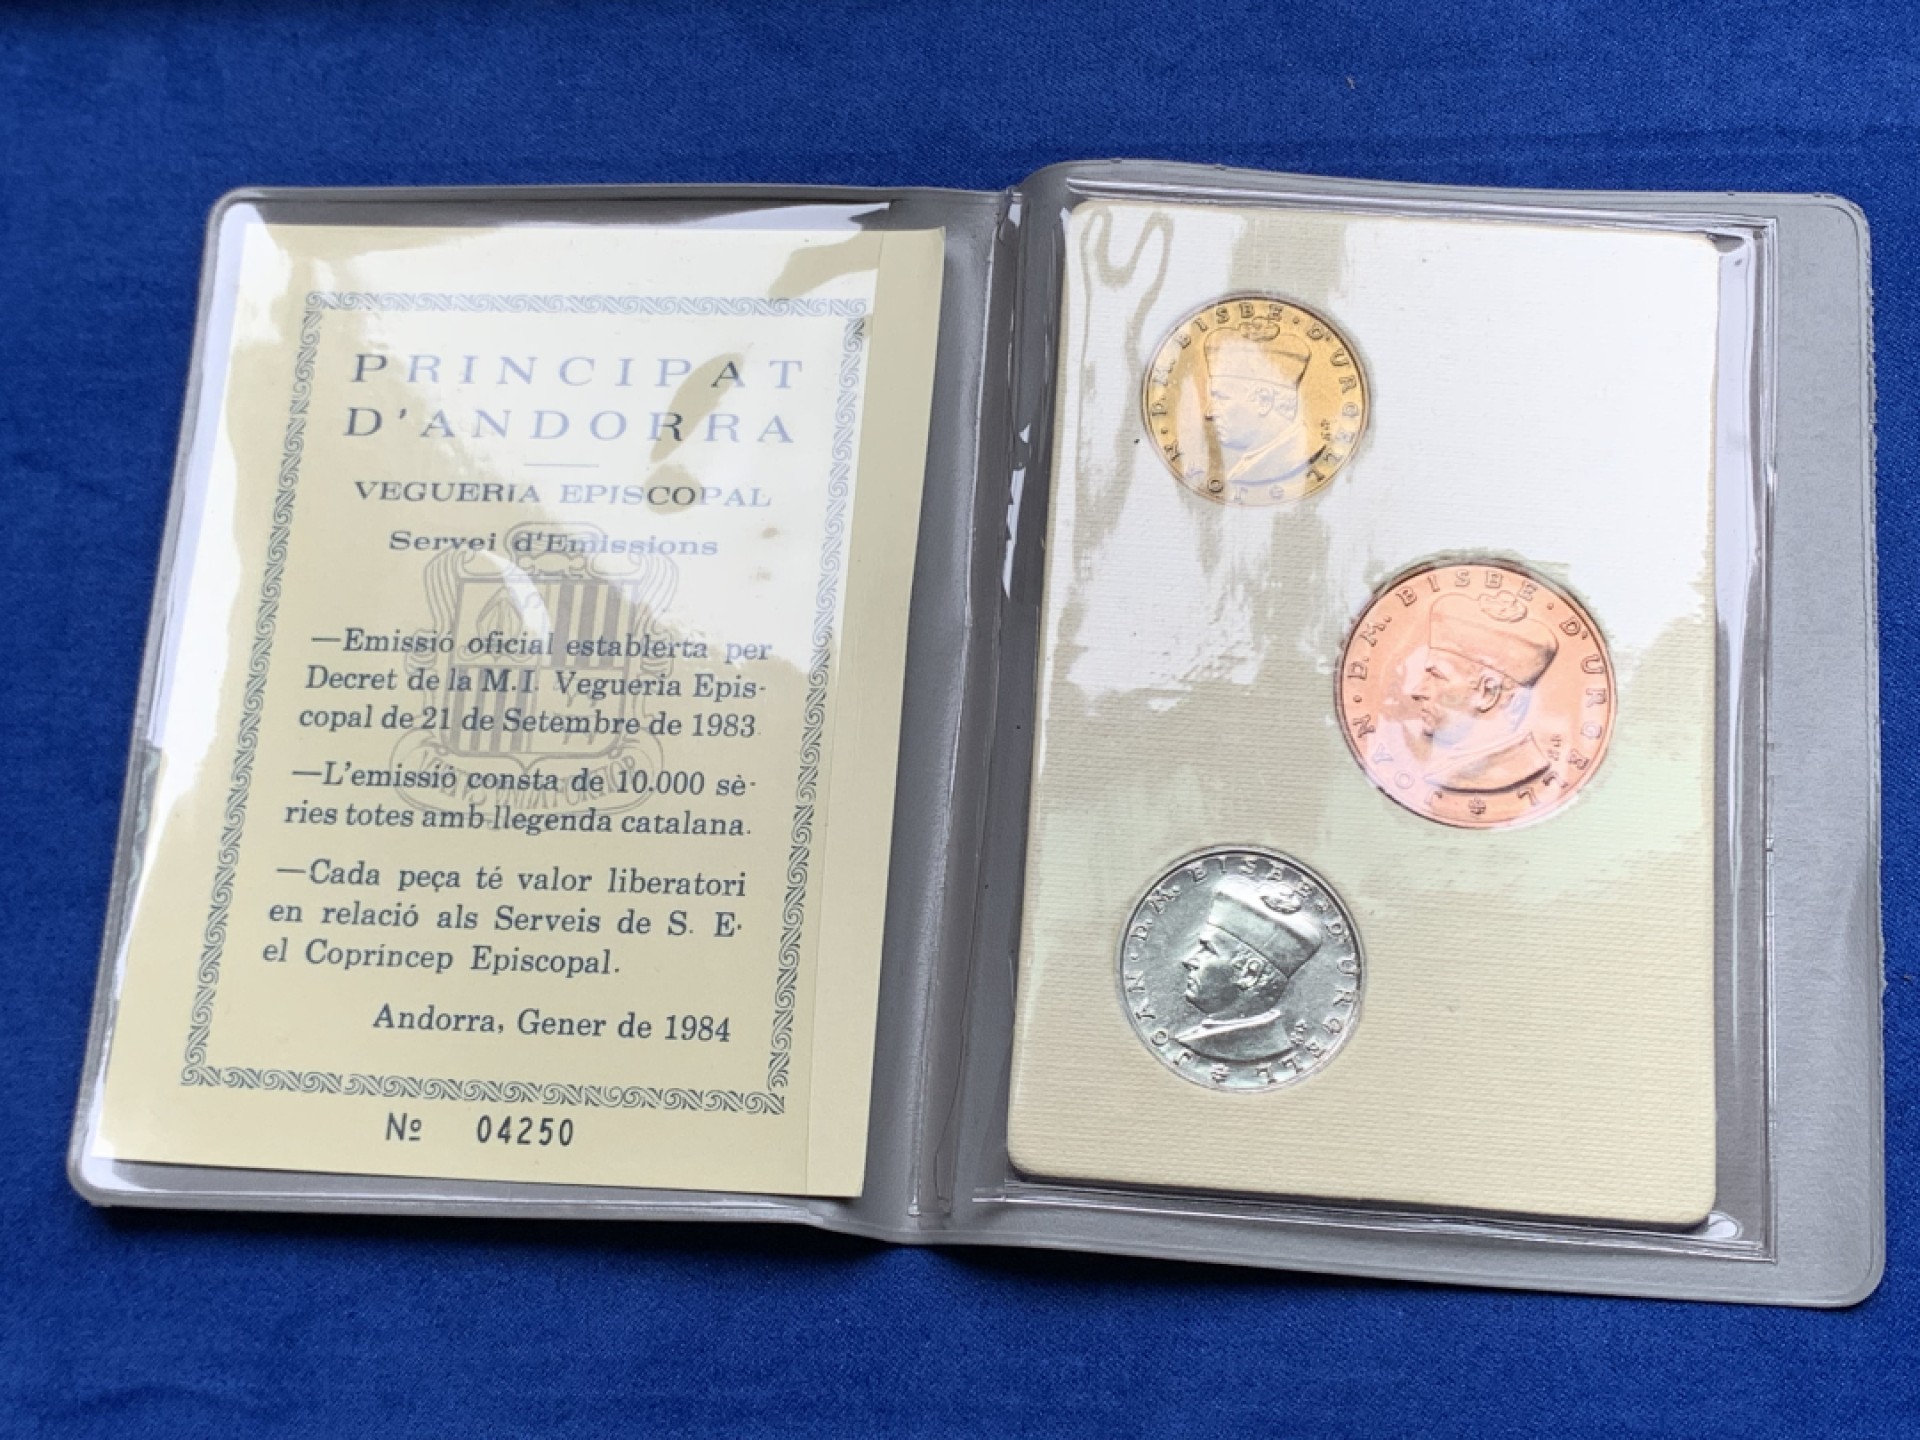 PRINCIPAT
D'ANDORRA
VEGUERIA EPISCOPAL
Servei d'Emissions
—Emissió oficial establerta per
Decret de la M.I. Vegueria Epis-
copal de 21 de Setembre de 1983
—L'emissió consta de 10.000 sè-
ries totes amb llegenda catalana.
—Cada peça té valor liberatori
en relació als Serveis de S. E.
el Copríncep Episcopal.
Andorra, Gener de 1984
Nº 04250
JOAN · D. M. BISBE · D'URGELL
JOAN · D. M. BISBE · D'URGELL
JOAN · D. M. BISBE · D'URGELL